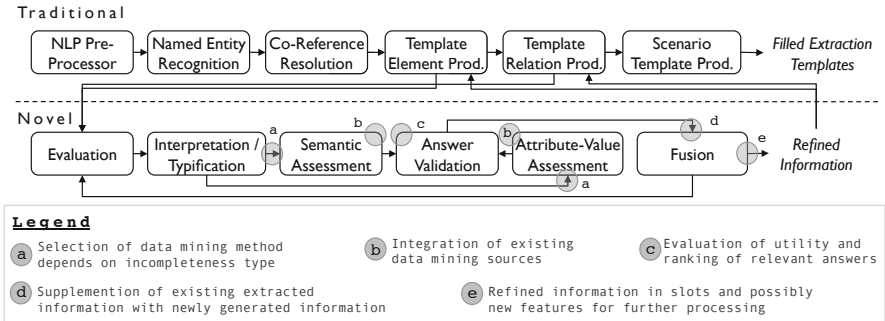 Traditional
NLP Pre-
Processor
Named Entity
Recognition
Co-Reference
Resolution
Template
Element Prod.
Template
Relation Prod.
Scenario
Template Prod.
Filled Extraction
Templates
Novel
Evaluation
Interpretation /
Typification
a
Semantic
Assessment
b
c
Answer
Validation
b
Attribute-Value
Assessment
a
d
Fusion
e
Refined
Information
Legend
a Selection of data mining method
depends on incompleteness type
b Integration of existing
data mining sources
c Evaluation of utility and
ranking of relevant answers
d Supplemention of existing extracted
information with newly generated information
e Refined information in slots and possibly
new features for further processing